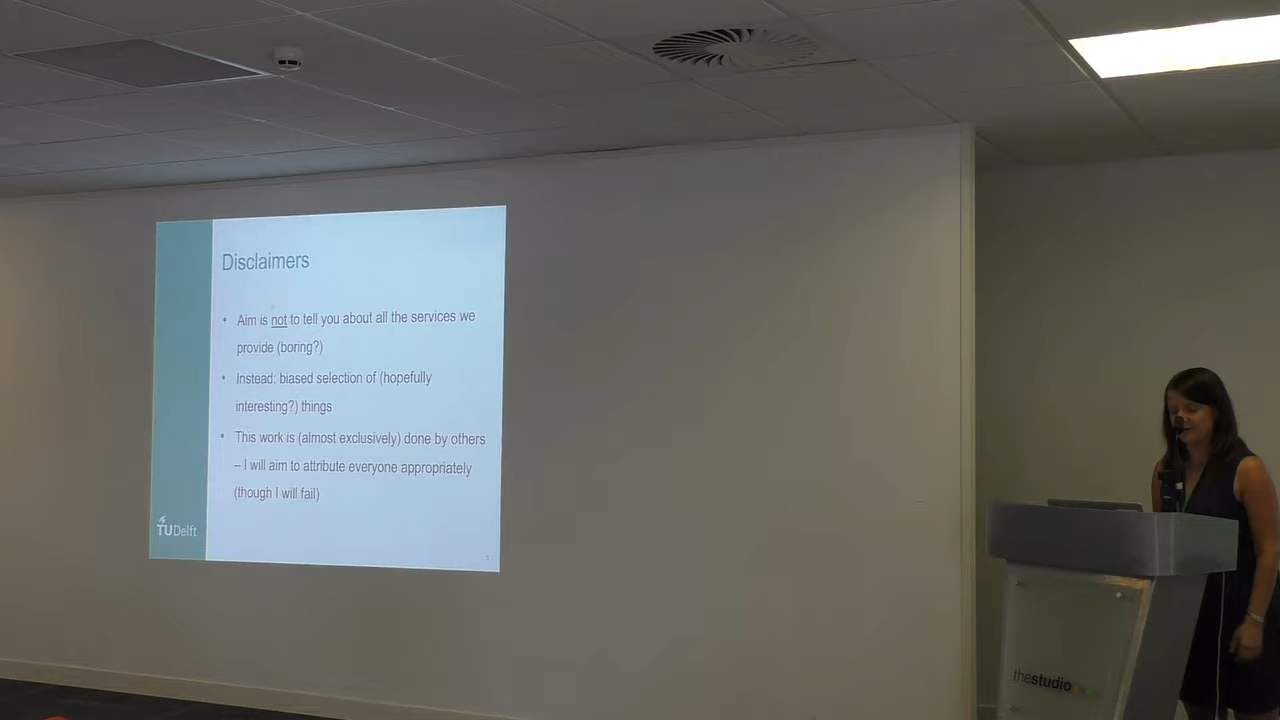 Disclaimers
• Aim is not to tell you about all the services we
provide (boring?)
• Instead: biased selection of (hopefully
interesting?) things
• This work is (almost exclusively) done by others
– I will aim to attribute everyone appropriately
(though I will fail)
TUDelft
thestudio